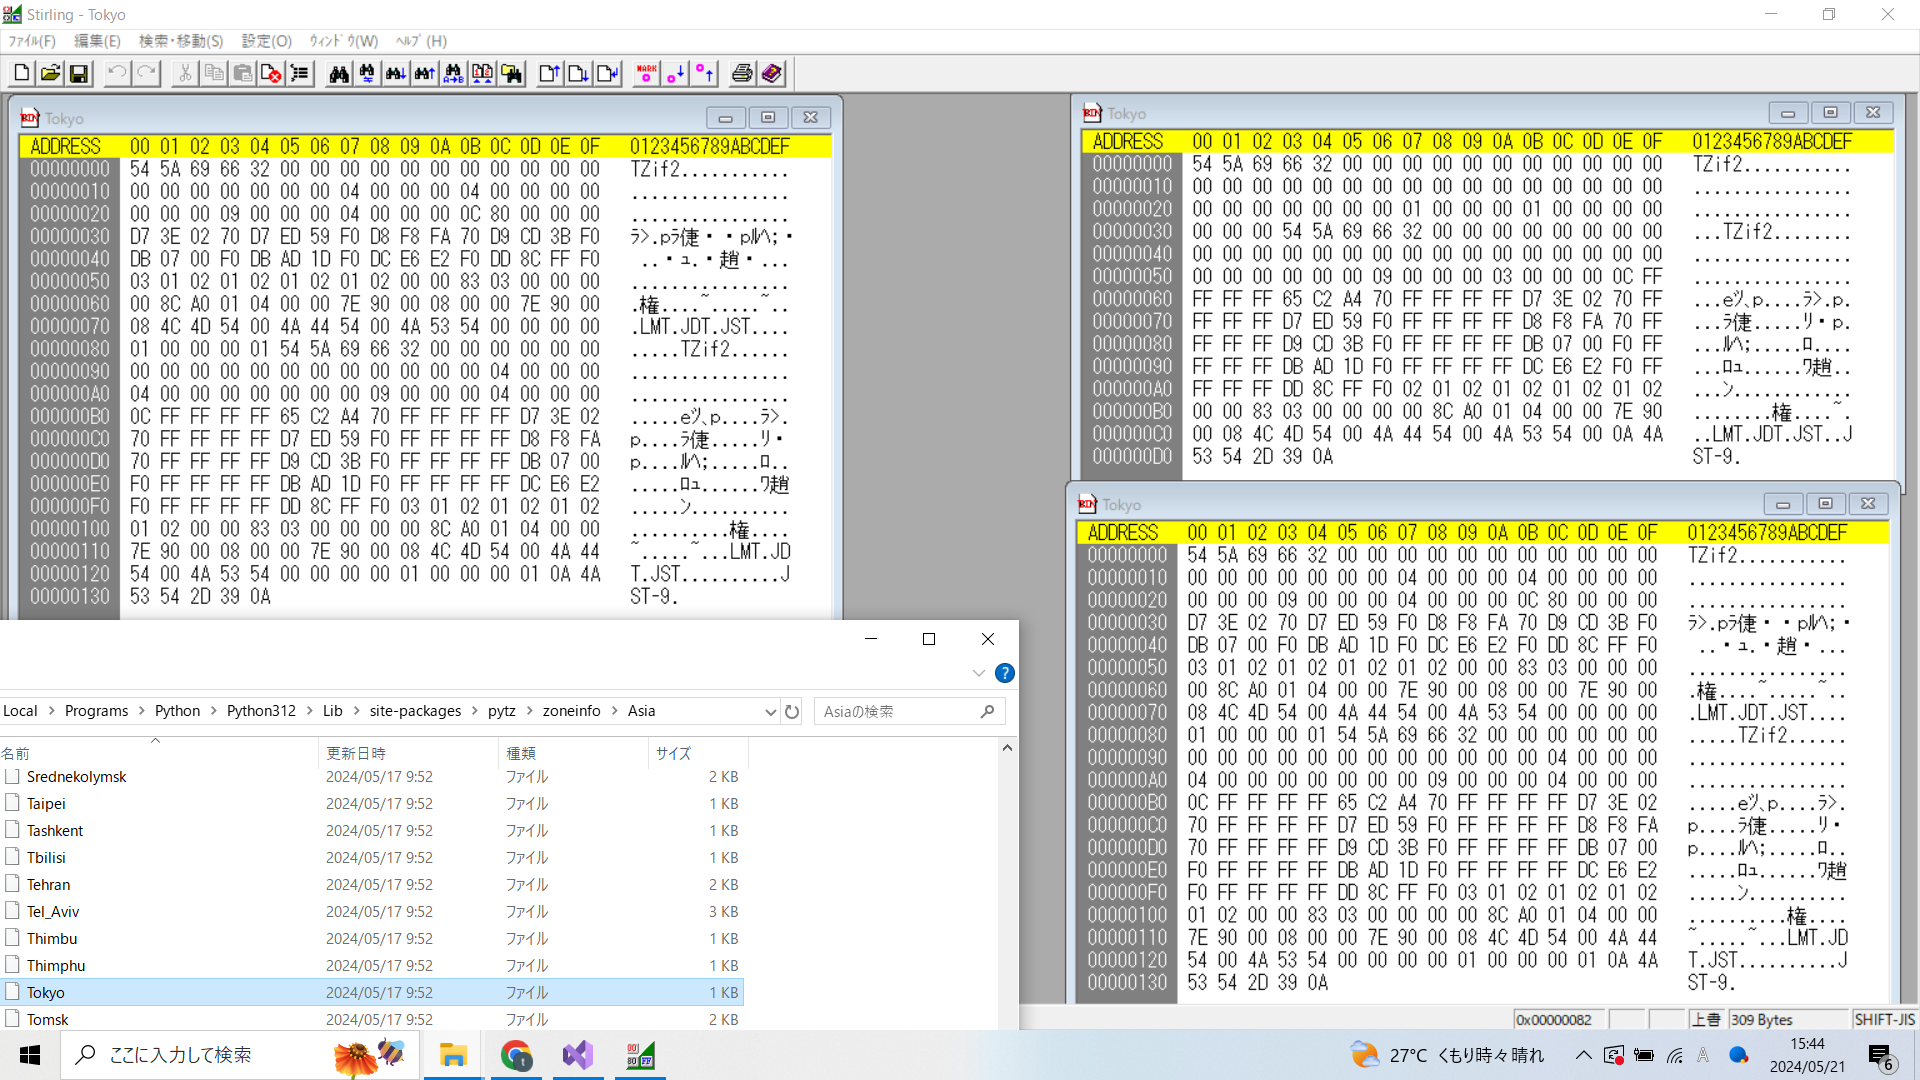 Stirling - Tokyo
ファイル(F) 編集(E) 検索・移動(S) 設定(O) ウィンドウ(W) ヘルプ(H)
Tokyo
ADDRESS 00 01 02 03 04 05 06 07 08 09 0A 0B 0C 0D 0E 0F 0123456789ABCDEF
00000000 54 5A 69 66 32 00 00 00 00 00 00 00 00 00 00 00 TZif2...........
00000010 00 00 00 00 00 00 00 04 00 00 00 04 00 00 00 00 ................
00000020 00 00 00 09 00 00 00 04 00 00 00 0C 80 00 00 00 ................
00000030 D7 3E 02 70 D7 ED 59 F0 D8 F8 FA 70 D9 CD 3B F0 ﾗ>.pﾗ倢・・pﾙﾍ;・
00000040 DB 07 00 F0 DB AD 1D F0 DC E6 E2 F0 DD 8C FF F0 ..・ｭ.・趙・...
00000050 03 01 02 01 02 01 02 01 02 00 00 83 03 00 00 00 ................
00000060 00 8C A0 01 04 00 00 7E 90 00 08 00 00 7E 90 00 .権....~.....~..
00000070 08 4C 4D 54 00 4A 44 54 00 4A 53 54 00 00 00 00 .LMT.JDT.JST....
00000080 01 00 00 00 01 54 5A 69 66 32 00 00 00 00 00 00 .....TZif2......
00000090 00 00 00 00 00 00 00 00 00 00 00 00 04 00 00 00 ................
000000A0 04 00 00 00 00 00 00 00 09 00 00 00 04 00 00 00 ................
000000B0 0C FF FF FF FF 65 C2 A4 70 FF FF FF FF D7 3E 02 .....eﾂ､p....ﾗ>.
000000C0 70 FF FF FF FF D7 ED 59 F0 FF FF FF FF D8 F8 FA p....ﾗ倢.....ﾘ・
000000D0 70 FF FF FF FF D9 CD 3B F0 FF FF FF FF DB 07 00 p....ﾙﾍ;.....ﾛ..
000000E0 F0 FF FF FF FF DB AD 1D F0 FF FF FF FF DC E6 E2 .....ﾛｭ......ﾜ趙
000000F0 F0 FF FF FF FF DD 8C FF F0 03 01 02 01 02 01 02 .....ﾝ..........
00000100 01 02 00 00 83 03 00 00 00 00 8C A0 01 04 00 00 ..........権....
00000110 7E 90 00 08 00 00 7E 90 00 08 4C 4D 54 00 4A 44 ~.....~...LMT.JD
00000120 54 00 4A 53 54 00 00 00 00 01 00 00 00 01 0A 4A T.JST..........J
00000130 53 54 2D 39 0A ST-9.
Tokyo
ADDRESS 00 01 02 03 04 05 06 07 08 09 0A 0B 0C 0D 0E 0F 0123456789ABCDEF
00000000 54 5A 69 66 32 00 00 00 00 00 00 00 00 00 00 00 TZif2...........
00000010 00 00 00 00 00 00 00 00 00 00 00 00 00 00 00 00 ................
00000020 00 00 00 00 00 00 00 01 00 00 00 01 00 00 00 00 ................
00000030 00 00 00 54 5A 69 66 32 00 00 00 00 00 00 00 00 ...TZif2........
00000040 00 00 00 00 00 00 00 00 00 00 00 00 00 00 00 00 ................
00000050 00 00 00 00 00 00 09 00 00 00 03 00 00 00 0C FF ................
00000060 FF FF FF 65 C2 A4 70 FF FF FF FF D7 3E 02 70 FF ...eﾂ､p....ﾗ>.p.
00000070 FF FF FF D7 ED 59 F0 FF FF FF FF D8 F8 FA 70 FF ...ﾗ倢.....ﾘ・p.
00000080 FF FF FF D9 CD 3B F0 FF FF FF FF DB 07 00 F0 FF ...ﾙﾍ;.....ﾛ....
00000090 FF FF FF DB AD 1D F0 FF FF FF FF DC E6 E2 F0 FF ...ﾛｭ......ﾜ趙..
000000A0 FF FF FF DD 8C FF F0 02 01 02 01 02 01 02 01 02 ...ﾝ............
000000B0 00 00 83 03 00 00 00 00 8C A0 01 04 00 00 7E 90 ........権....~.
000000C0 00 08 4C 4D 54 00 4A 44 54 00 4A 53 54 00 0A 4A ..LMT.JDT.JST..J
000000D0 53 54 2D 39 0A ST-9.
Tokyo
ADDRESS 00 01 02 03 04 05 06 07 08 09 0A 0B 0C 0D 0E 0F 0123456789ABCDEF
00000000 54 5A 69 66 32 00 00 00 00 00 00 00 00 00 00 00 TZif2...........
00000010 00 00 00 00 00 00 00 04 00 00 00 04 00 00 00 00 ................
00000020 00 00 00 09 00 00 00 04 00 00 00 0C 80 00 00 00 ................
00000030 D7 3E 02 70 D7 ED 59 F0 D8 F8 FA 70 D9 CD 3B F0 ﾗ>.pﾗ倢・・pﾙﾍ;・
00000040 DB 07 00 F0 DB AD 1D F0 DC E6 E2 F0 DD 8C FF F0 ..・ｭ.・趙・...
00000050 03 01 02 01 02 01 02 01 02 00 00 83 03 00 00 00 ................
00000060 00 8C A0 01 04 00 00 7E 90 00 08 00 00 7E 90 00 .権....~.....~..
00000070 08 4C 4D 54 00 4A 44 54 00 4A 53 54 00 00 00 00 .LMT.JDT.JST....
00000080 01 00 00 00 01 54 5A 69 66 32 00 00 00 00 00 00 .....TZif2......
00000090 00 00 00 00 00 00 00 00 00 00 00 00 04 00 00 00 ................
000000A0 04 00 00 00 00 00 00 00 09 00 00 00 04 00 00 00 ................
000000B0 0C FF FF FF FF 65 C2 A4 70 FF FF FF FF D7 3E 02 .....eﾂ､p....ﾗ>.
000000C0 70 FF FF FF FF D7 ED 59 F0 FF FF FF FF D8 F8 FA p....ﾗ倢.....ﾘ・
000000D0 70 FF FF FF FF D9 CD 3B F0 FF FF FF FF DB 07 00 p....ﾙﾍ;.....ﾛ..
000000E0 F0 FF FF FF FF DB AD 1D F0 FF FF FF FF DC E6 E2 .....ﾛｭ......ﾜ趙
000000F0 F0 FF FF FF FF DD 8C FF F0 03 01 02 01 02 01 02 .....ﾝ..........
00000100 01 02 00 00 83 03 00 00 00 00 8C A0 01 04 00 00 ..........権....
00000110 7E 90 00 08 00 00 7E 90 00 08 4C 4D 54 00 4A 44 ~.....~...LMT.JD
00000120 54 00 4A 53 54 00 00 00 00 01 00 00 00 01 0A 4A T.JST..........J
00000130 53 54 2D 39 0A ST-9.
Local > Programs > Python > Python312 > Lib > site-packages > pytz > zoneinfo > Asia
Asiaの検索
名前 更新日時 種類 サイズ
Srednekolymsk 2024/05/17 9:52 ファイル 2 KB
Taipei 2024/05/17 9:52 ファイル 1 KB
Tashkent 2024/05/17 9:52 ファイル 1 KB
Tbilisi 2024/05/17 9:52 ファイル 1 KB
Tehran 2024/05/17 9:52 ファイル 2 KB
Tel_Aviv 2024/05/17 9:52 ファイル 3 KB
Thimbu 2024/05/17 9:52 ファイル 1 KB
Thimphu 2024/05/17 9:52 ファイル 1 KB
Tokyo 2024/05/17 9:52 ファイル 1 KB
Tomsk 2024/05/17 9:52 ファイル 2 KB
0x00000082 上書 309 Bytes SHIFT-JIS
ここに入力して検索
27°C くもり時々晴れ
A
15:44
2024/05/21
6